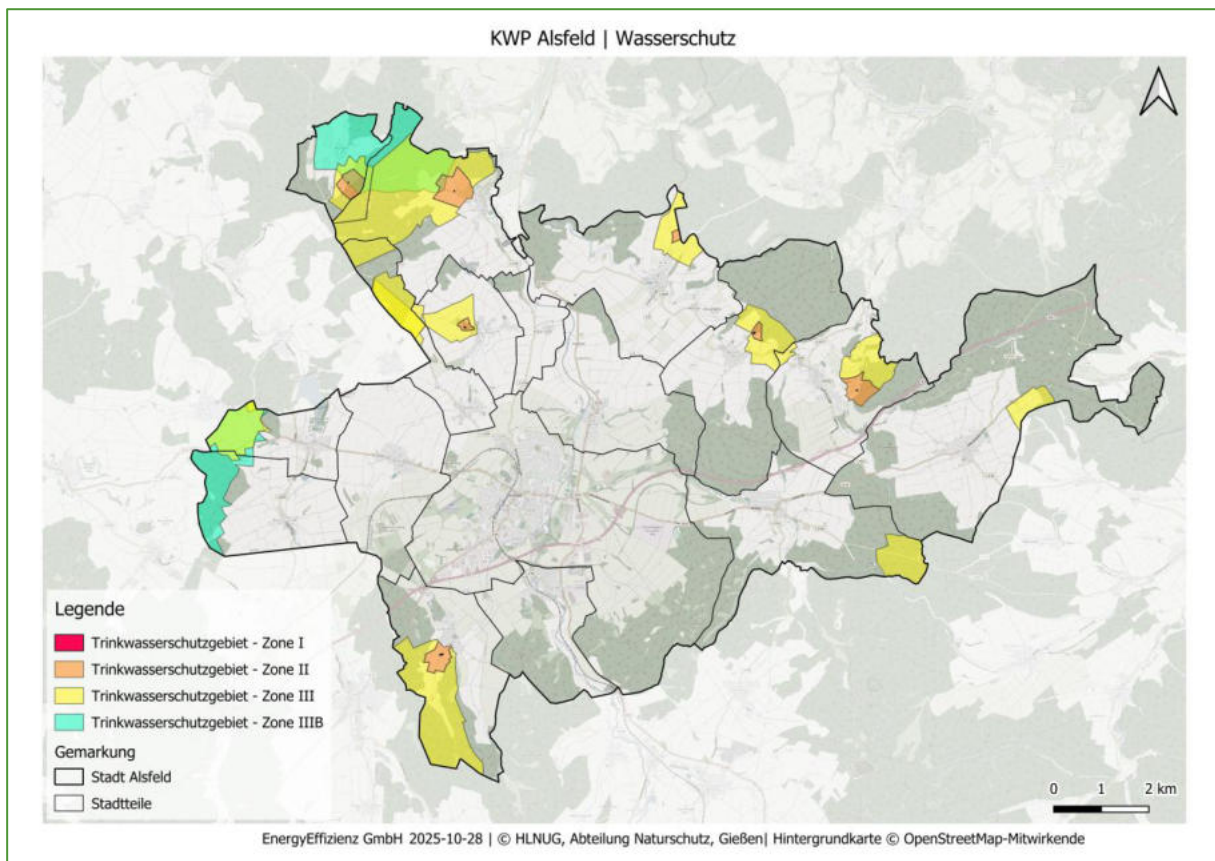 KWP Alsfeld | Wasserschutz
Legende
Trinkwasserschutzgebiet - Zone I
Trinkwasserschutzgebiet - Zone II
Trinkwasserschutzgebiet - Zone III
Trinkwasserschutzgebiet - Zone IIIB
Gemarkung
Stadt Alsfeld
Stadtteile
0 1 2 km
EnergyEffizienz GmbH 2025-10-28 | © HLNUG, Abteilung Naturschutz, Gießen| Hintergrundkarte © OpenStreetMap-Mitwirkende